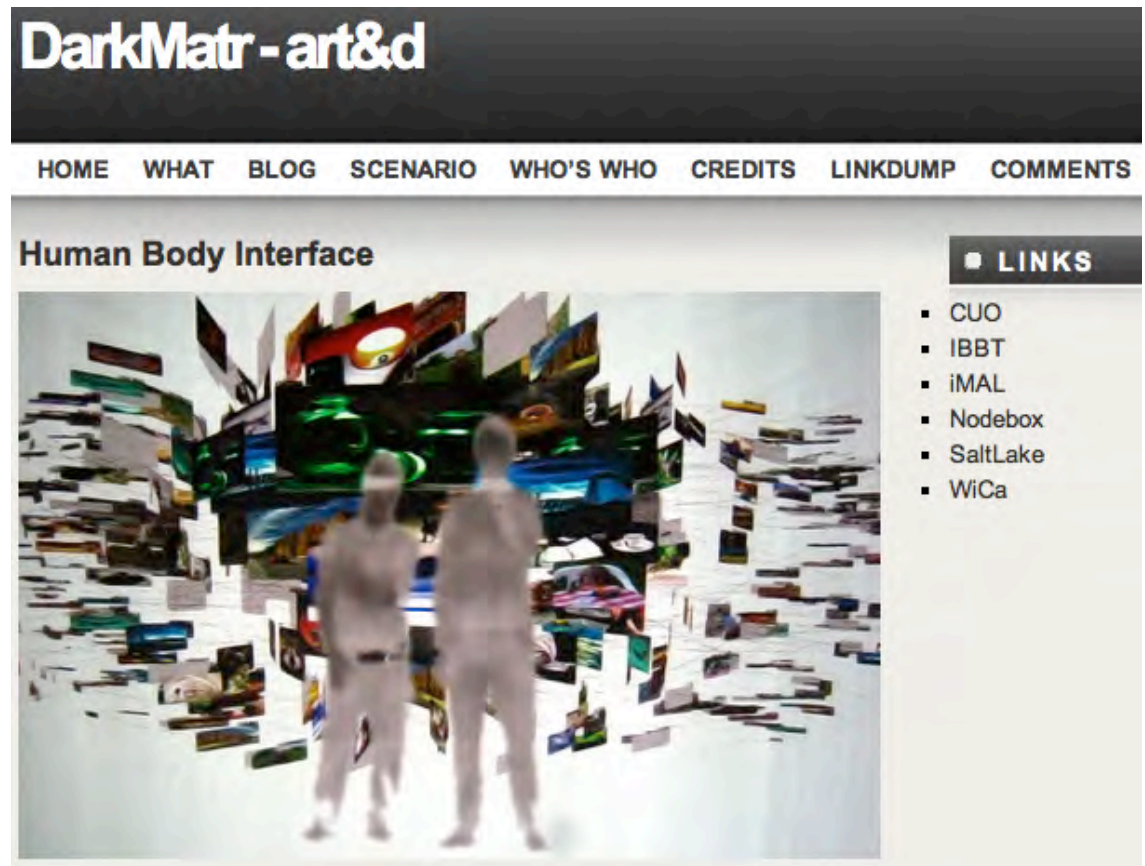 DarkMatr - art&d
HOME WHAT BLOG SCENARIO WHO'S WHO CREDITS LINKDUMP COMMENTS
Human Body Interface
LINKS
CUO
IBBT
iMAL
Nodebox
SaltLake
WiCa